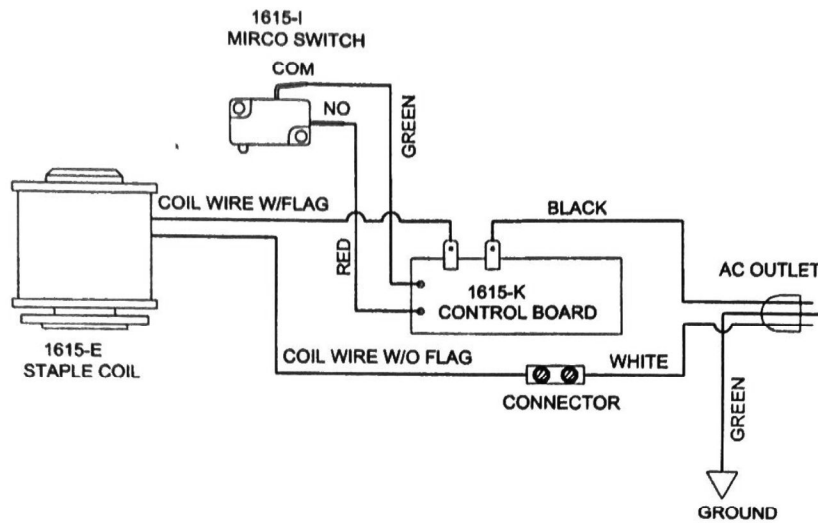 1615-I
MIRCO SWITCH
COM
NO
GREEN
COIL WIRE W/FLAG
RED
BLACK
AC OUTLET
1615-K
CONTROL BOARD
1615-E
STAPLE COIL
COIL WIRE W/O FLAG
WHITE
CONNECTOR
GREEN
GROUND